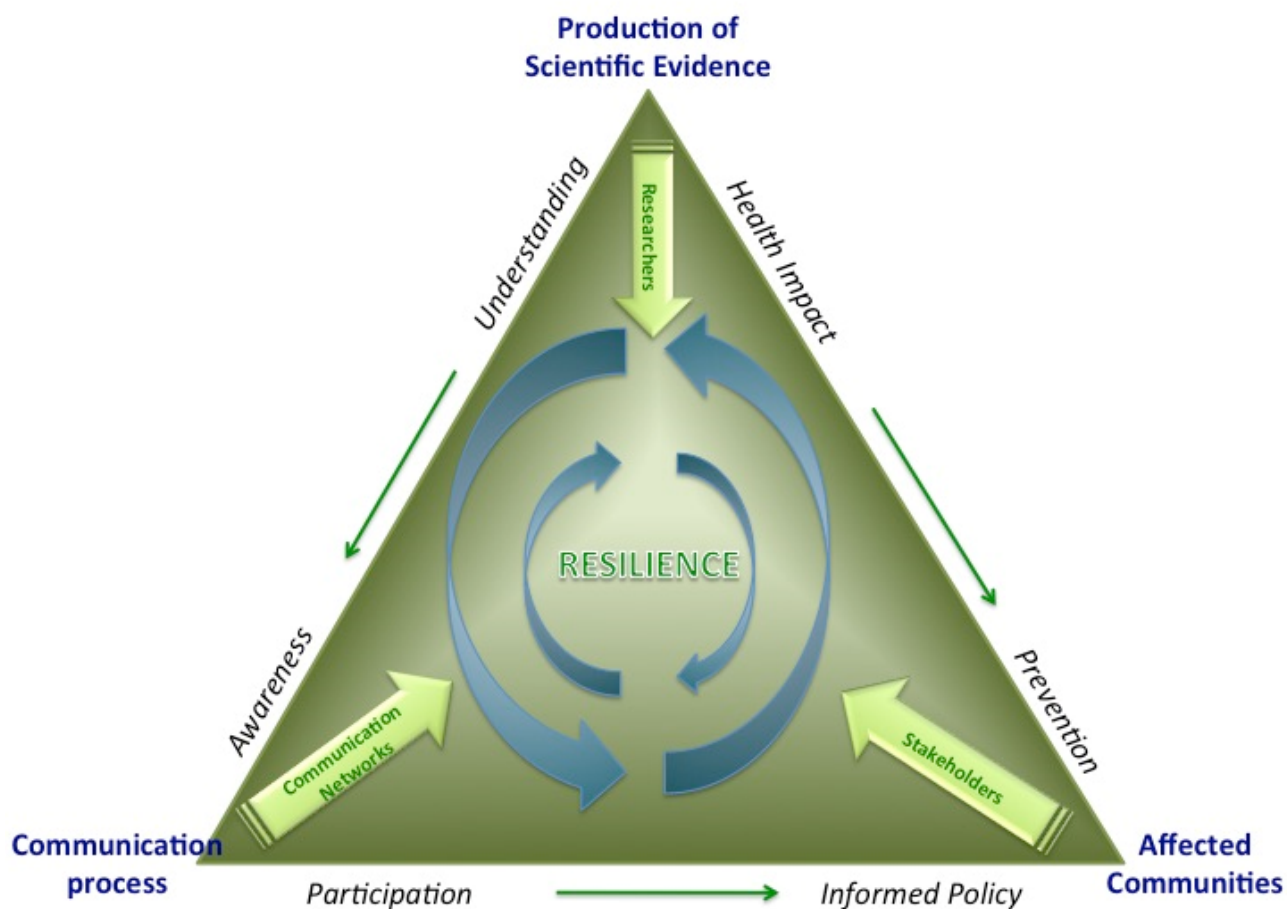 Production of
Scientific Evidence
Understanding
Health Impact
Researchers
RESILIENCE
Awareness
Prevention
Communication
Networks
Stakeholders
Communication
process
Affected
Communities
Participation
Informed Policy